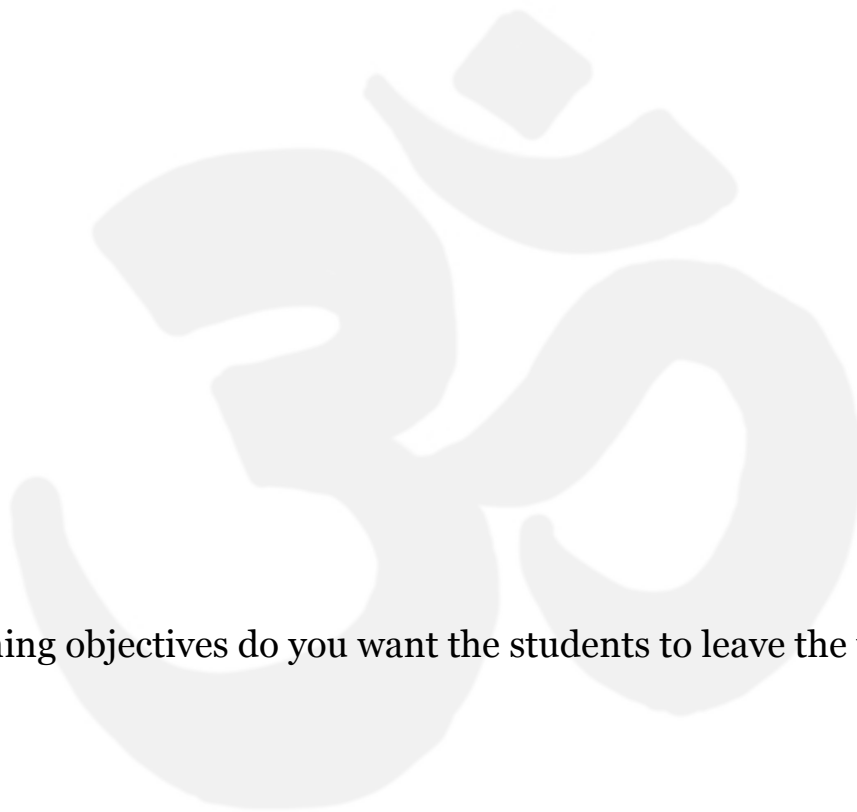 ॐ
ning objectives do you want the students to leave the